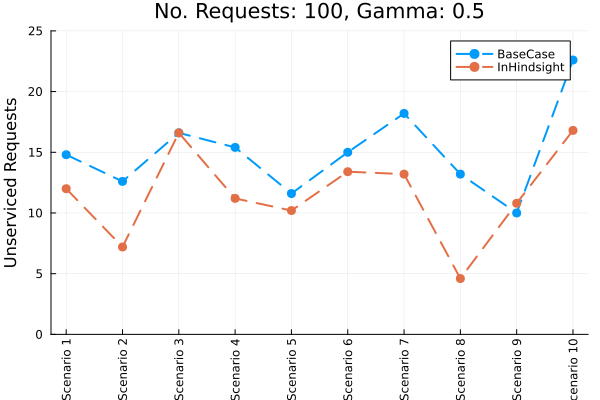 No. Requests: 100, Gamma: 0.5
Unserviced Requests
25
20
15
10
5
0
BaseCase
InHindsight
Scenario 1
Scenario 2
Scenario 3
Scenario 4
Scenario 5
Scenario 6
Scenario 7
Scenario 8
Scenario 9
cenario 10